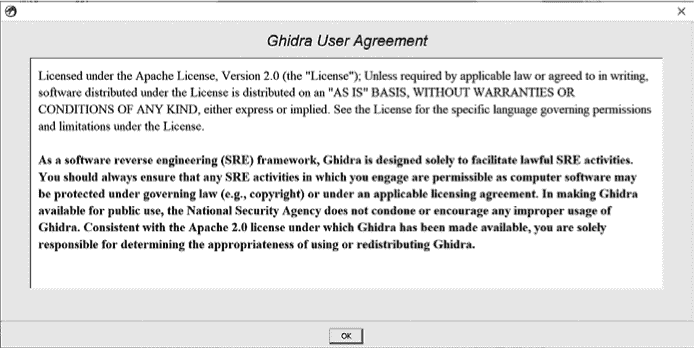 Ghidra User Agreement
Licensed under the Apache License, Version 2.0 (the "License"); Unless required by applicable law or agreed to in writing,
software distributed under the License is distributed on an "AS IS" BASIS, WITHOUT WARRANTIES OR
CONDITIONS OF ANY KIND, either express or implied. See the License for the specific language governing permissions
and limitations under the License.
As a software reverse engineering (SRE) framework, Ghidra is designed solely to facilitate lawful SRE activities.
You should always ensure that any SRE activities in which you engage are permissible as computer software may
be protected under governing law (e.g., copyright) or under an applicable licensing agreement. In making Ghidra
available for public use, the National Security Agency does not condone or encourage any improper usage of
Ghidra. Consistent with the Apache 2.0 license under which Ghidra has been made available, you are solely
responsible for determining the appropriateness of using or redistributing Ghidra.
OK